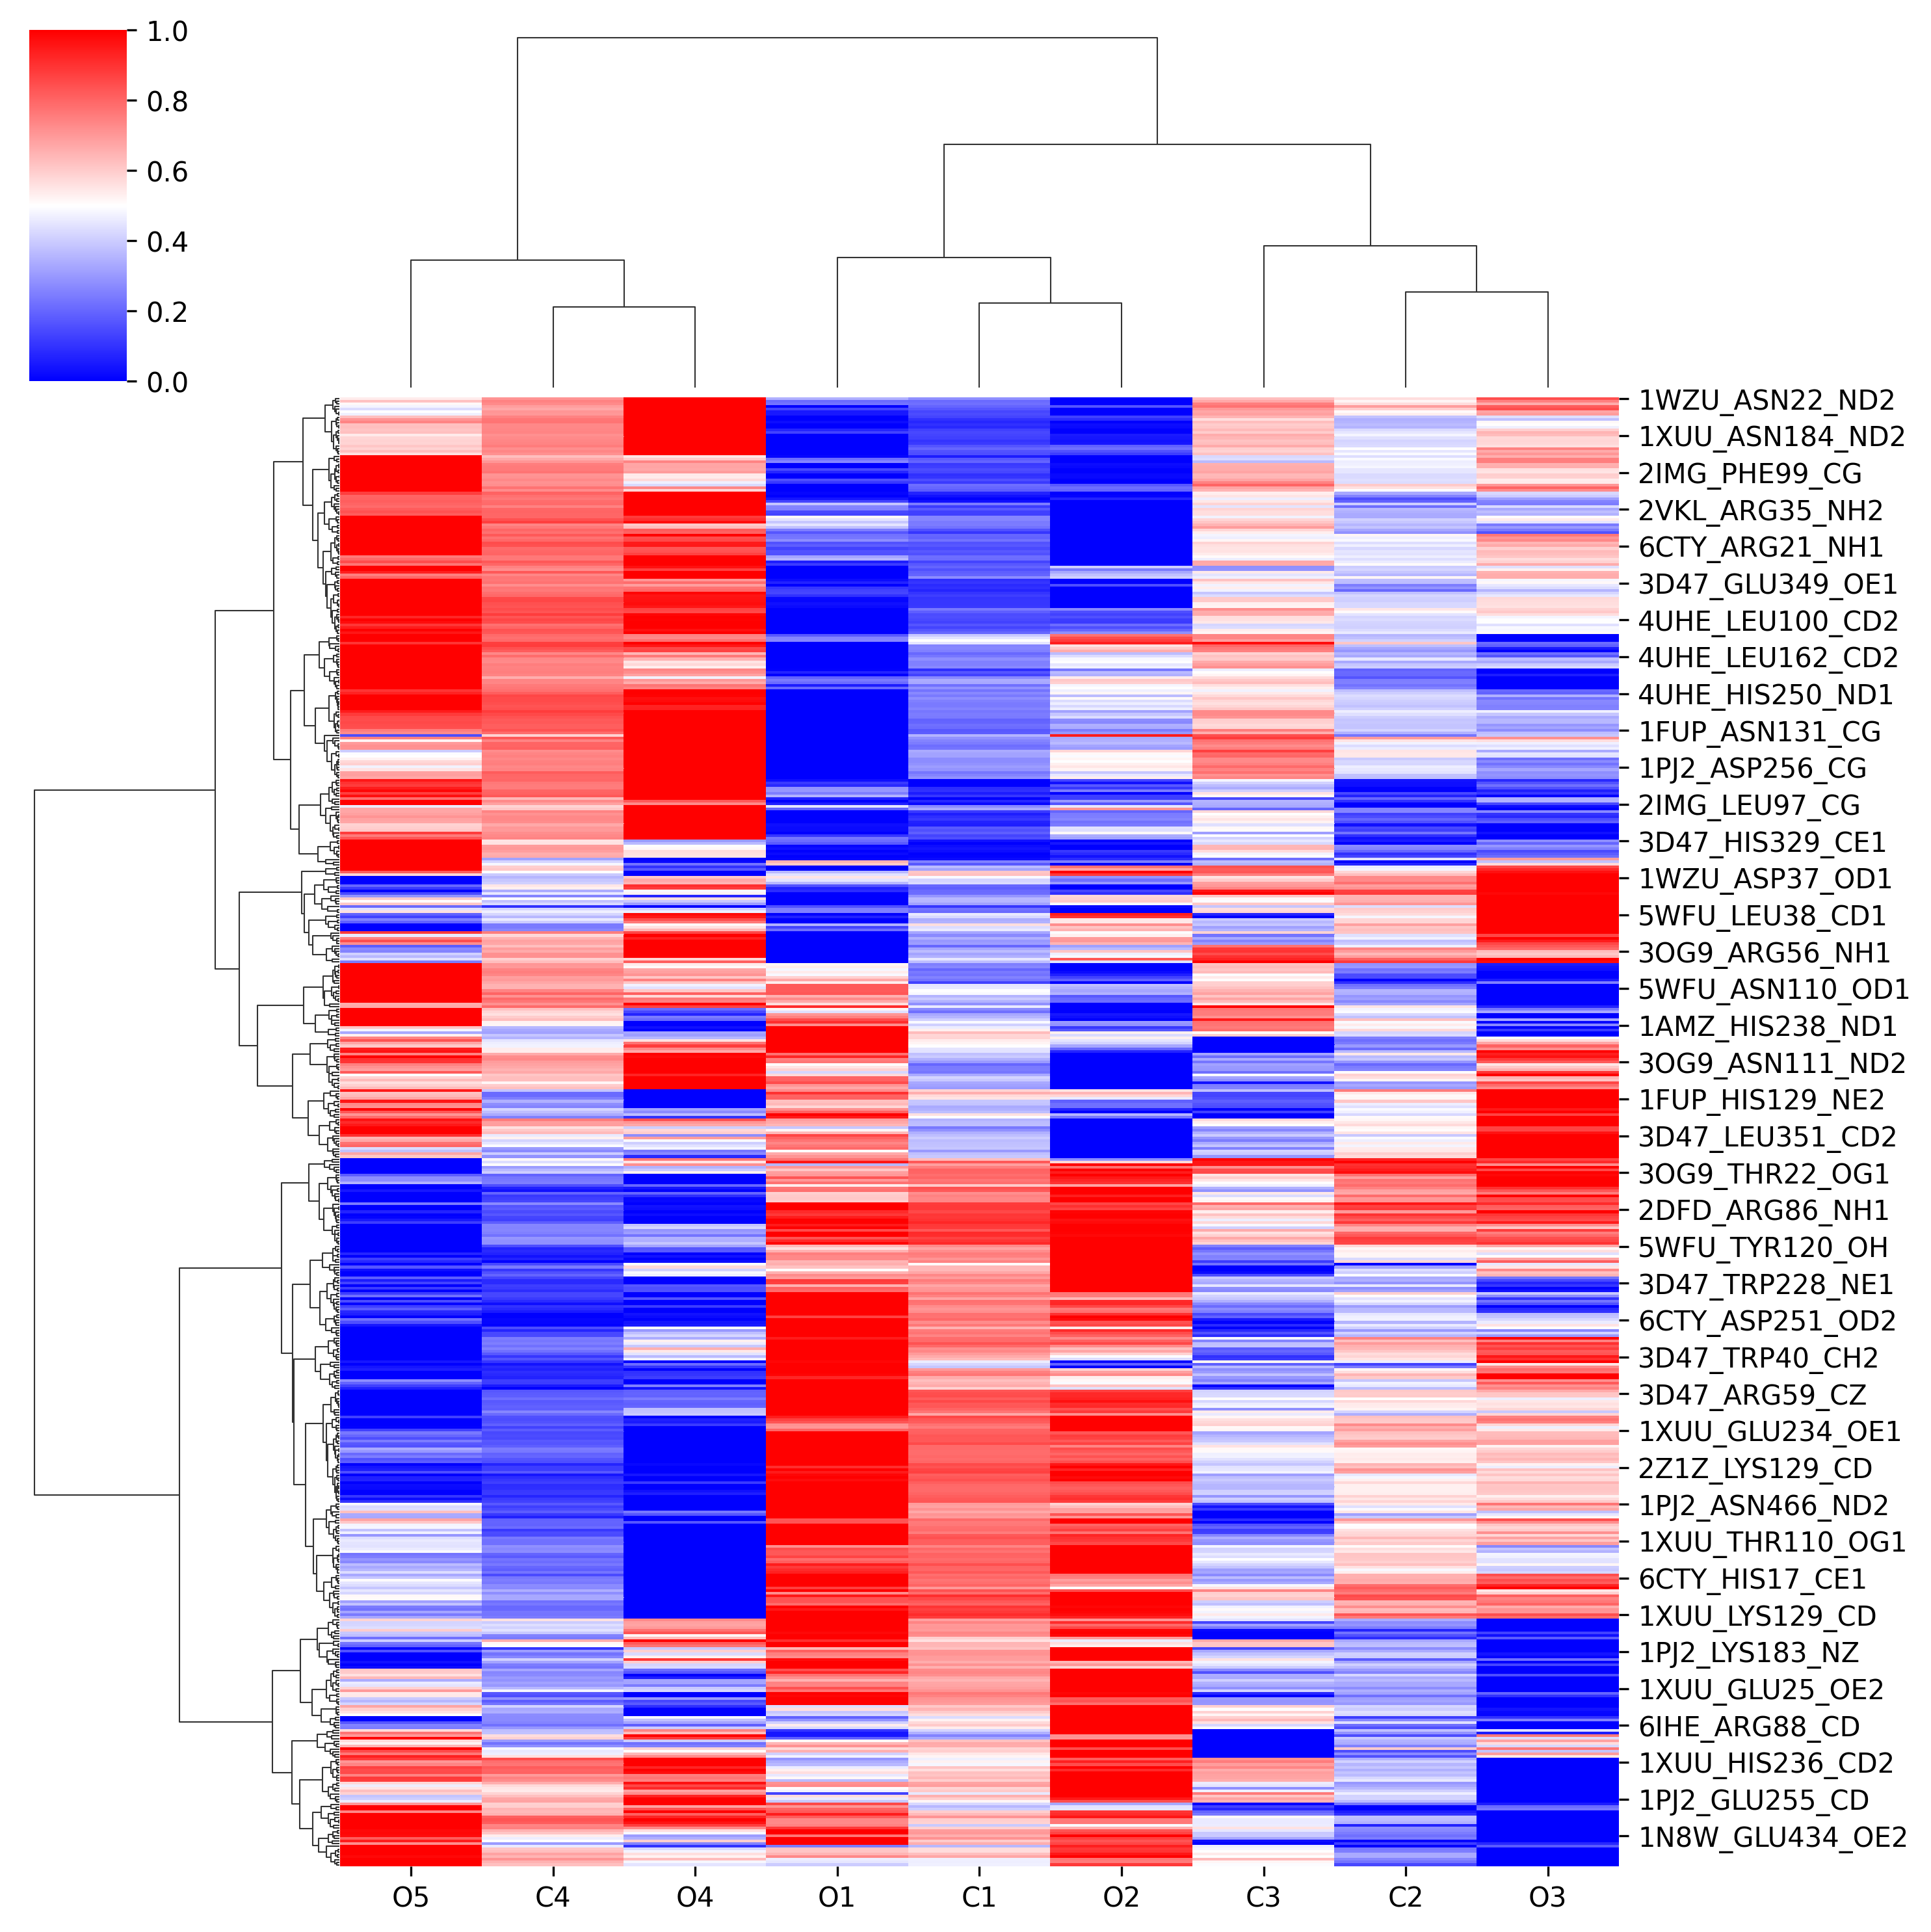 1.0
0.8
0.6
0.4
0.2
0.0
1WZU_ASN22_ND2
1XUU_ASN184_ND2
2IMG_PHE99_CG
2VKL_ARG35_NH2
6CTY_ARG21_NH1
3D47_GLU349_OE1
4UHE_LEU100_CD2
4UHE_LEU162_CD2
4UHE_HIS250_ND1
1FUP_ASN131_CG
1PJ2_ASP256_CG
2IMG_LEU97_CG
3D47_HIS329_CE1
1WZU_ASP37_OD1
5WFU_LEU38_CD1
3OG9_ARG56_NH1
5WFU_ASN110_OD1
1AMZ_HIS238_ND1
3OG9_ASN111_ND2
1FUP_HIS129_NE2
3D47_LEU351_CD2
3OG9_THR22_OG1
2DFD_ARG86_NH1
5WFU_TYR120_OH
3D47_TRP228_NE1
6CTY_ASP251_OD2
3D47_TRP40_CH2
3D47_ARG59_CZ
1XUU_GLU234_OE1
2Z1Z_LYS129_CD
1PJ2_ASN466_ND2
1XUU_THR110_OG1
6CTY_HIS17_CE1
1XUU_LYS129_CD
1PJ2_LYS183_NZ
1XUU_GLU25_OE2
6IHE_ARG88_CD
1XUU_HIS236_CD2
1PJ2_GLU255_CD
1N8W_GLU434_OE2
O5 C4 O4 O1 C1 O2 C3 C2 O3